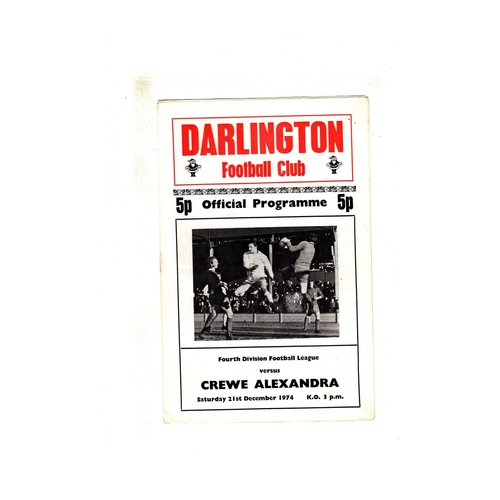 DARLINGTON
Football Club
5p Official Programme 5p
Fourth Division Football League
versus
CREWE ALEXANDRA
Saturday 21st December 1974 K.O. 3 p.m.